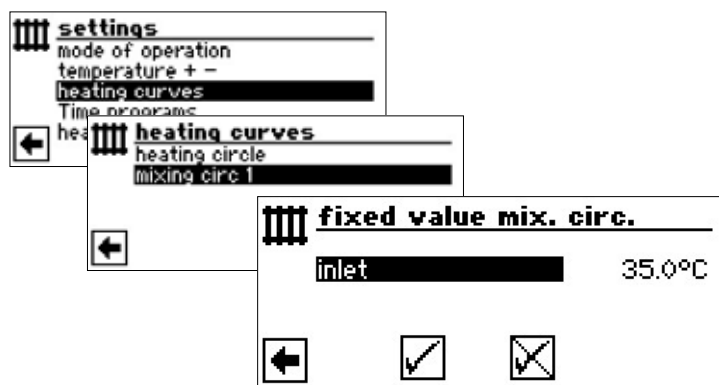 settings
mode of operation
temperature + -
heating curves
Time programs
hea
heating curves
heating circle
mixing circ 1
fixed value mix. circ.
inlet 35.0°C